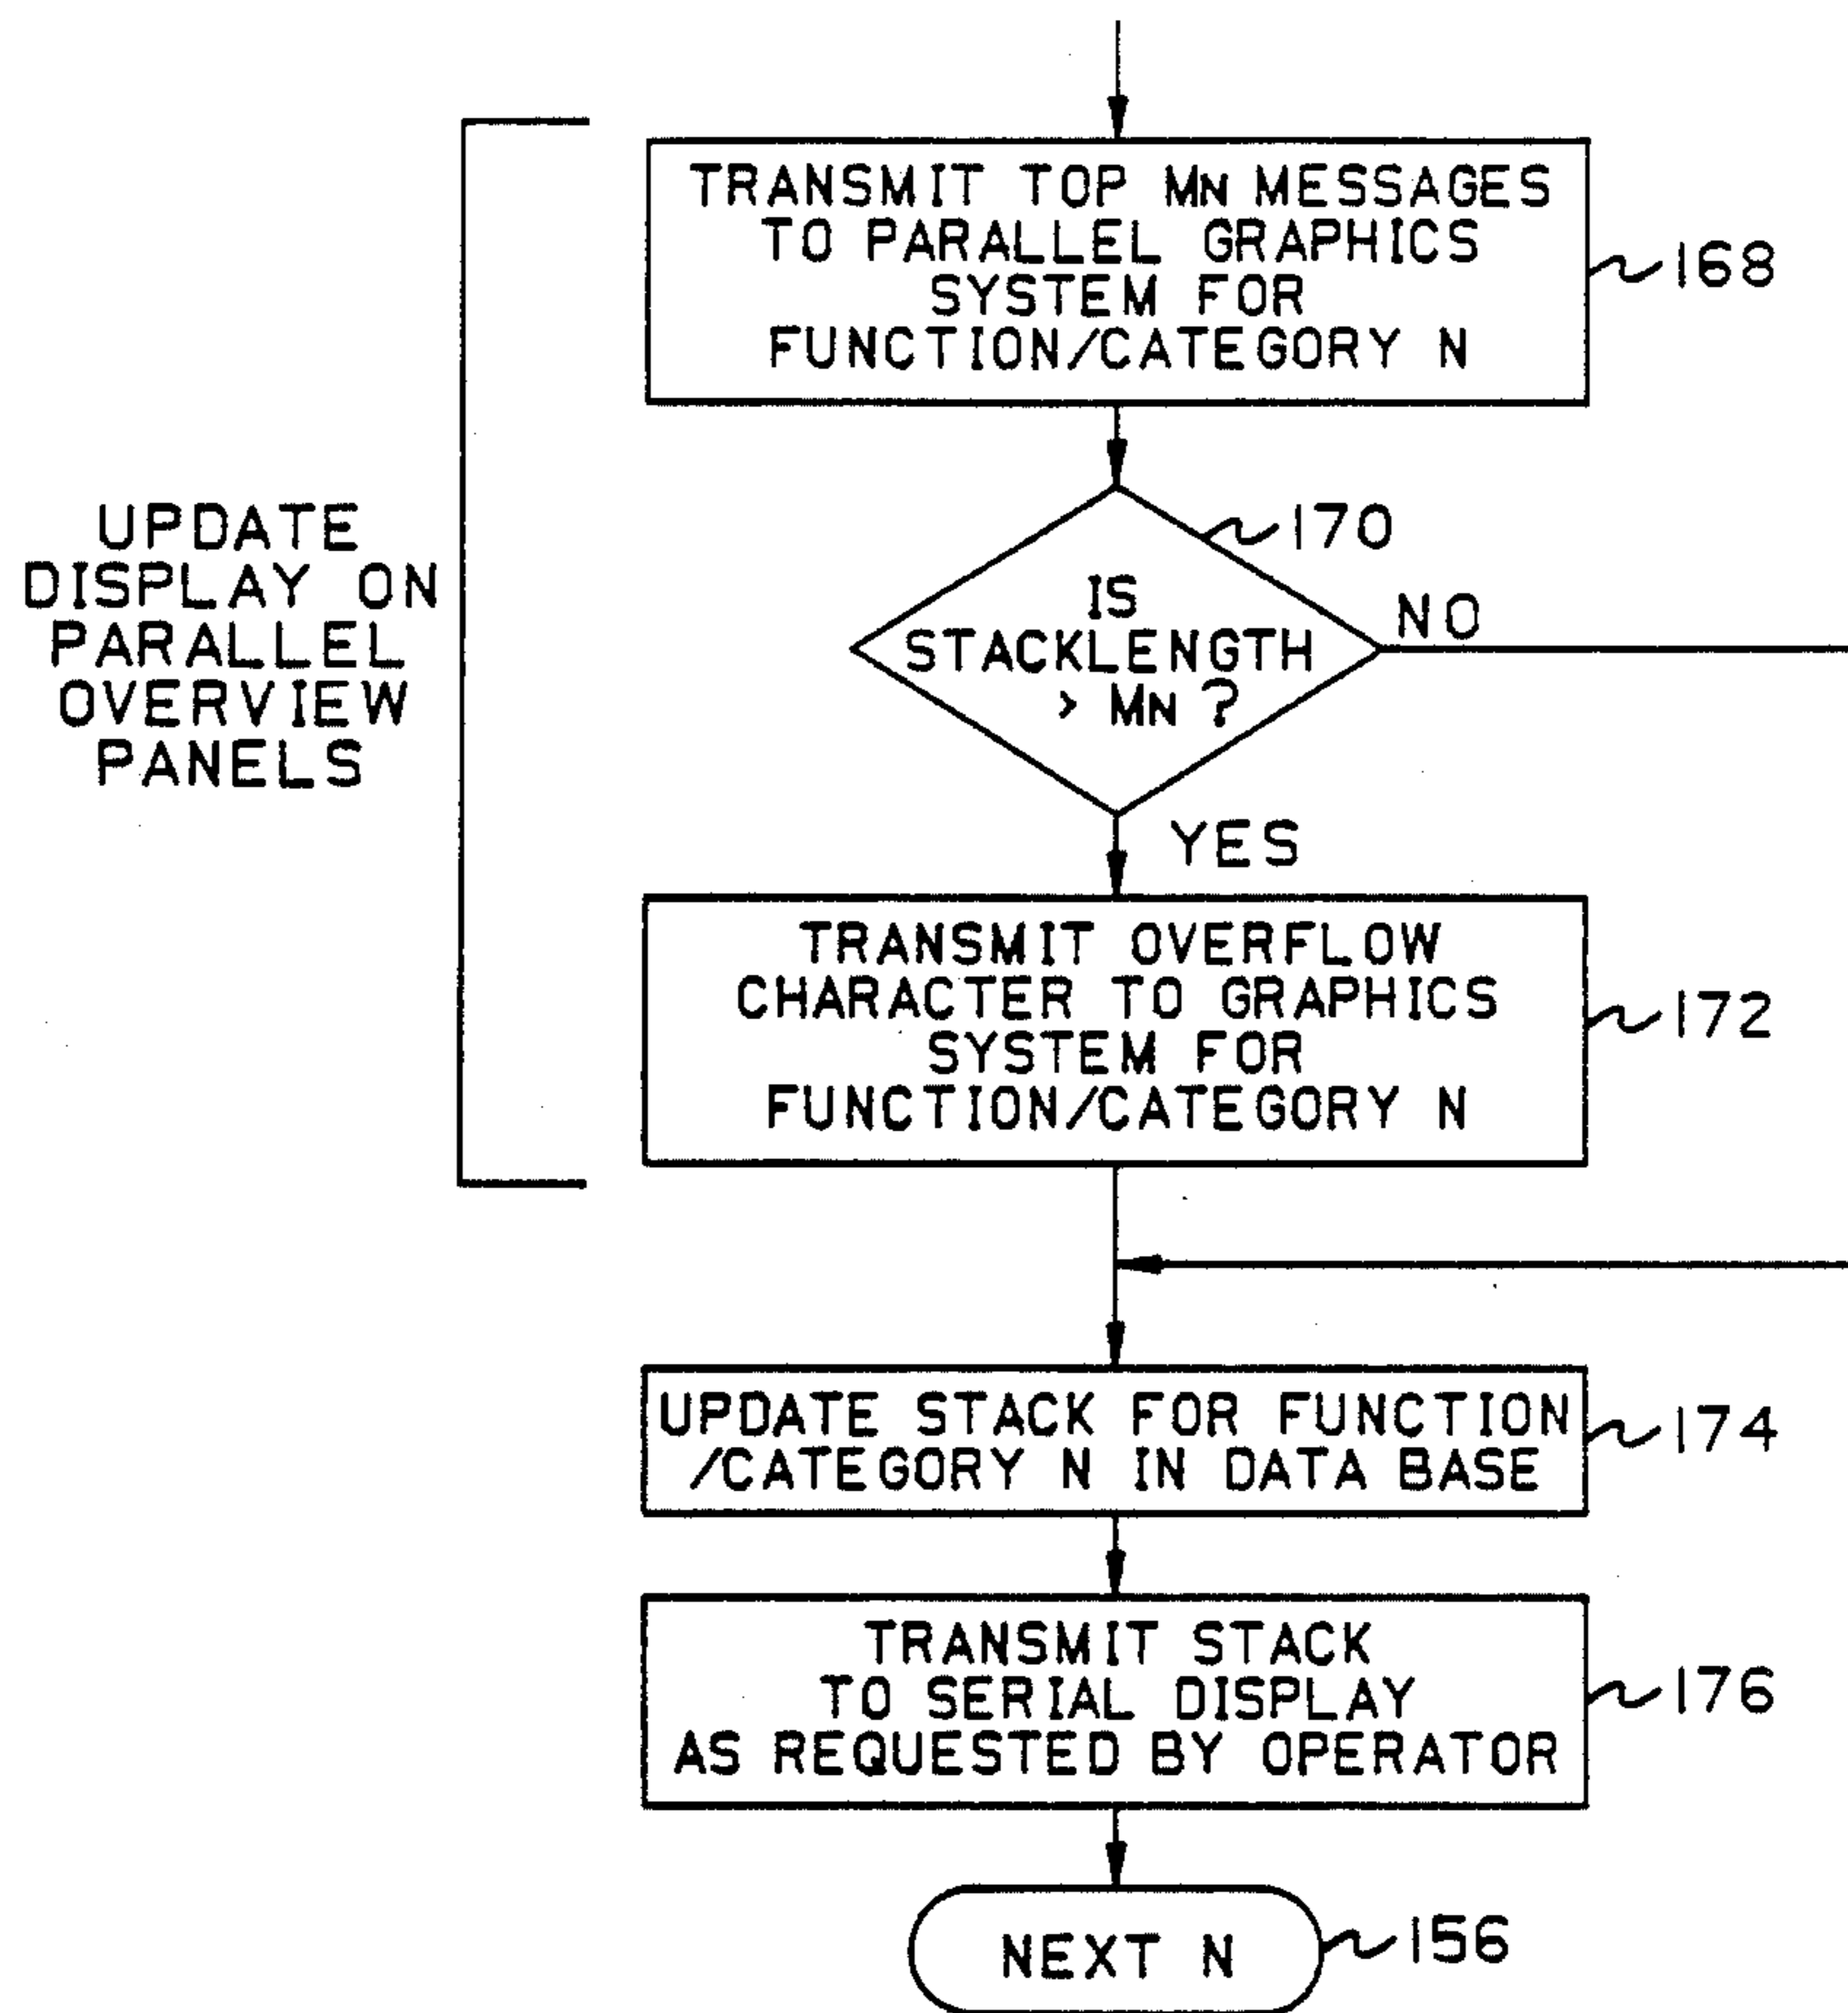 TRANSMIT TOP MN MESSAGES
TO PARALLEL GRAPHICS
SYSTEM FOR
FUNCTION/CATEGORY N
168
UPDATE
DISPLAY ON
PARALLEL
OVERVIEW
PANELS
170
IS
STACKLENGTH
> MN ?
NO
YES
TRANSMIT OVERFLOW
CHARACTER TO GRAPHICS
SYSTEM FOR
FUNCTION/CATEGORY N
172
UPDATE STACK FOR FUNCTION
/CATEGORY N IN DATA BASE
174
TRANSMIT STACK
TO SERIAL DISPLAY
AS REQUESTED BY OPERATOR
176
NEXT N
156